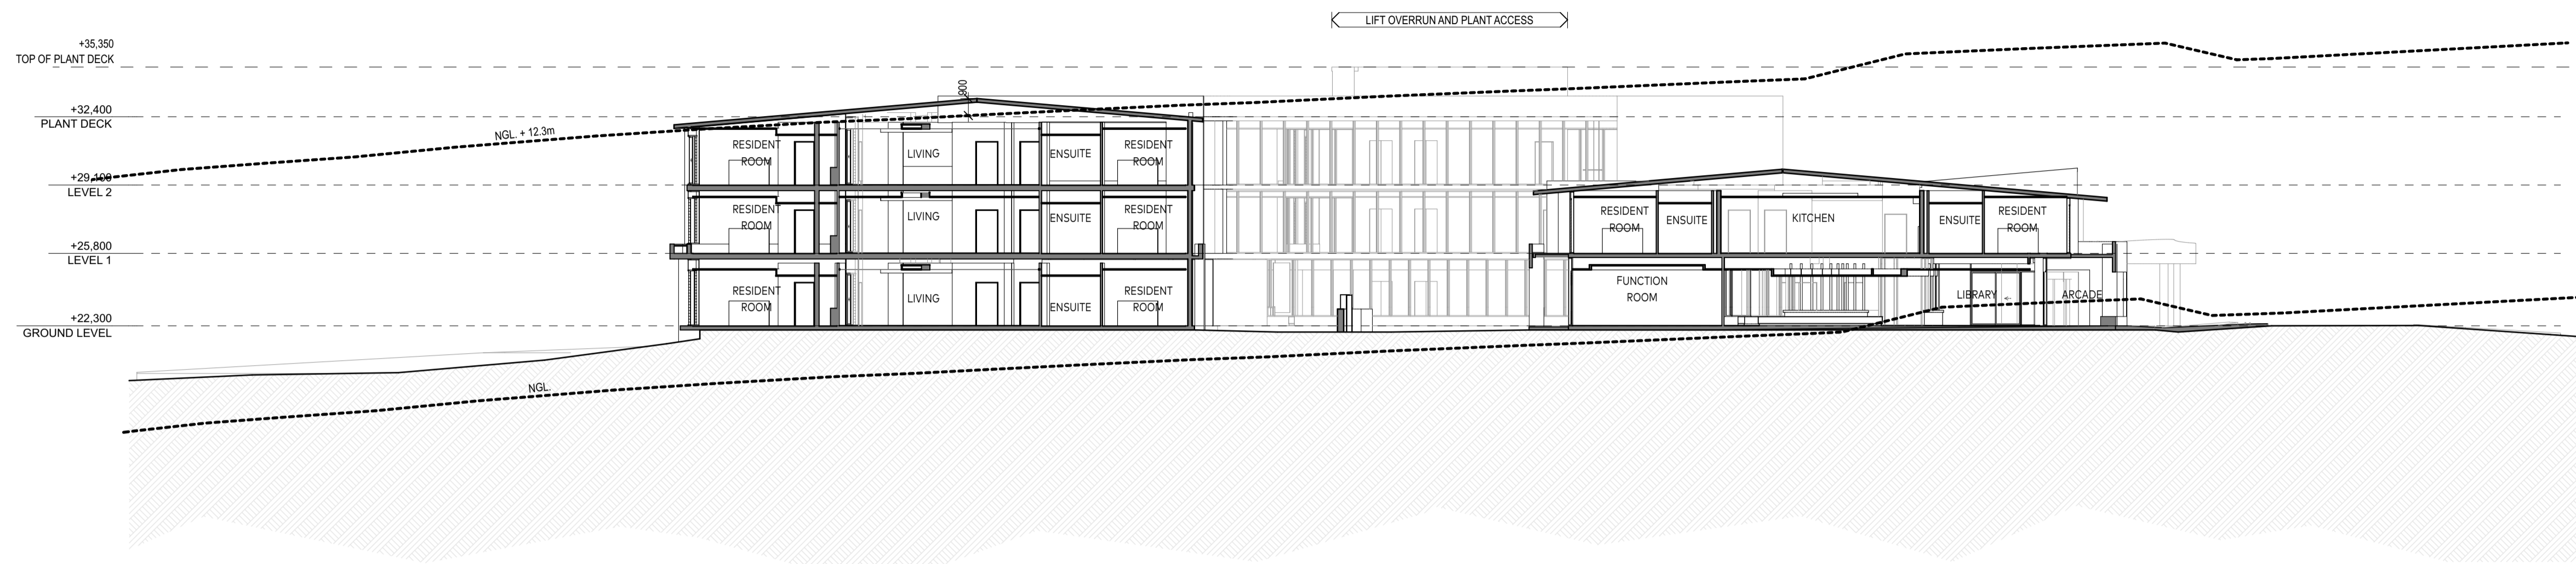 LIFT OVERRUN AND PLANT ACCESS
+35,350
TOP OF PLANT DECK
+32,400
PLANT DECK
900
NGL. + 12.3m
+29,100
LEVEL 2
RESIDENT
ROOM
LIVING
ENSUITE
RESIDENT
ROOM
+25,800
LEVEL 1
RESIDENT
ROOM
LIVING
ENSUITE
RESIDENT
ROOM
RESIDENT
ROOM
ENSUITE
KITCHEN
ENSUITE
RESIDENT
ROOM
+22,300
GROUND LEVEL
RESIDENT
ROOM
LIVING
ENSUITE
RESIDENT
ROOM
FUNCTION
ROOM
LIBRARY
ARCADE
NGL.